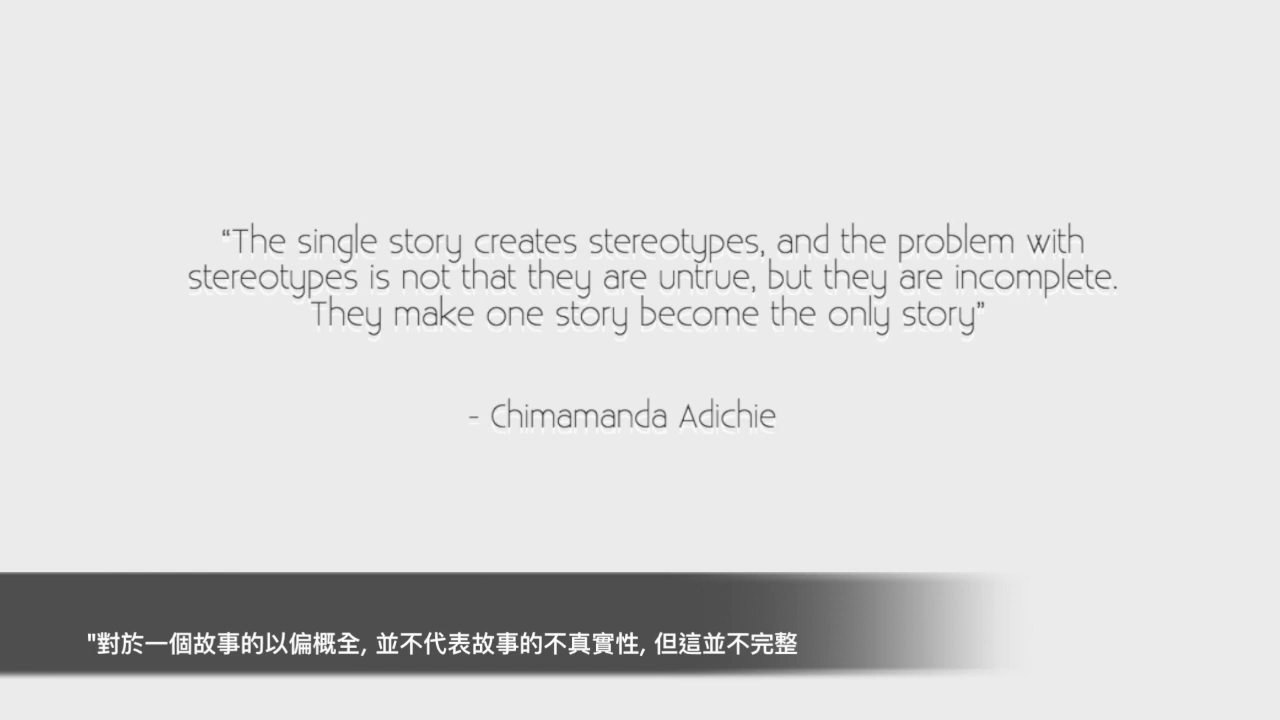 “The single story creates stereotypes, and the problem with
stereotypes is not that they are untrue, but they are incomplete.
They make one story become the only story”
- Chimamanda Adichie
"對於一個故事的以偏概全, 並不代表故事的不真實性, 但這並不完整